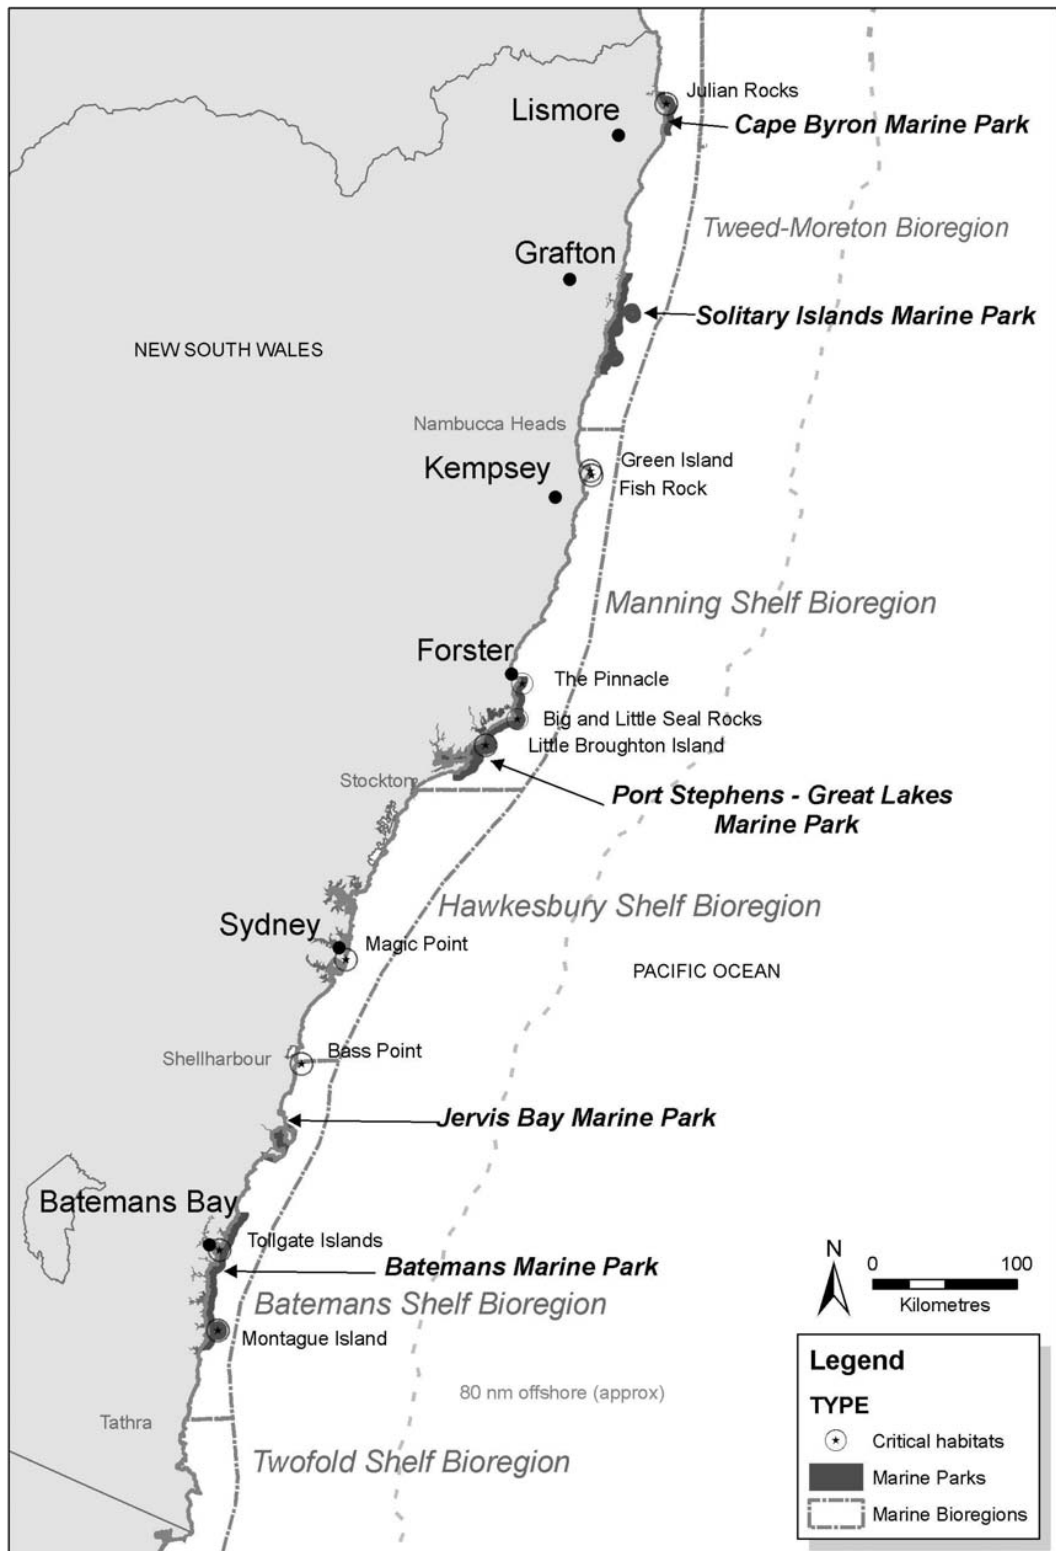 Julian Rocks
Lismore
Cape Byron Marine Park
Tweed-Moreton Bioregion
Grafton
Solitary Islands Marine Park
NEW SOUTH WALES
Nambucca Heads
Green Island
Kempsey
Fish Rock
Manning Shelf Bioregion
Forster
The Pinnacle
Big and Little Seal Rocks
Little Broughton Island
Stockton
Port Stephens - Great Lakes
Marine Park
Hawkesbury Shelf Bioregion
Sydney
Magic Point
PACIFIC OCEAN
Bass Point
Shellharbour
Jervis Bay Marine Park
Batemans Bay
Tollgate Islands
Batemans Marine Park
Batemans Shelf Bioregion
Montague Island
80 nm offshore (approx)
Tathra
Twofold Shelf Bioregion
N
0 100
Kilometres
Legend
TYPE
Critical habitats
Marine Parks
Marine Bioregions